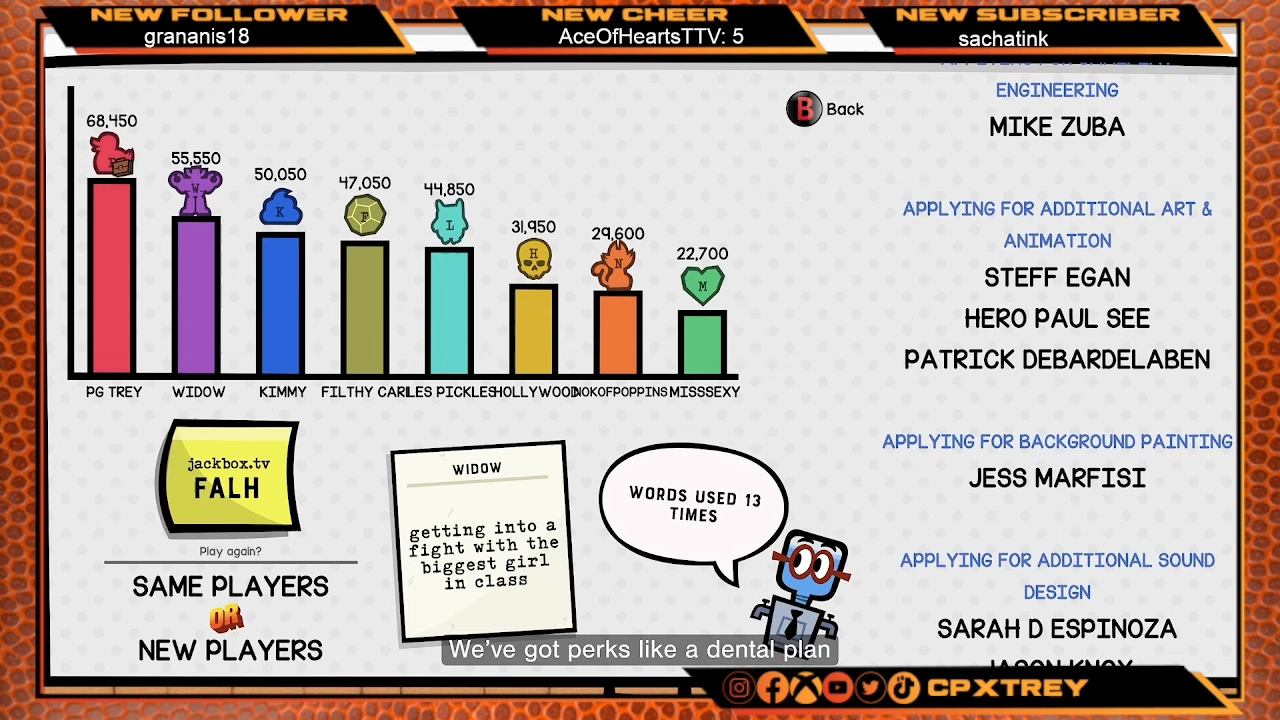 NEW FOLLOWER
grananis18
NEW CHEER
AceOfHeartsTTV: 5
NEW SUBSCRIBER
sachatink
B Back
68,450
55,550
50,050
47,050
44,850
31,950
29,600
22,700
W
K
F
L
H
N
M
PG TREY
WIDOW
KIMMY
FILTHY CARL
LES PICKLES
HOLLYWOOD
NOKOFPOPPINS
MISSSEXY
jackbox.tv
FALH
Play again?
SAME PLAYERS
OR
NEW PLAYERS
WIDOW
getting into a
fight with the
biggest girl
in class
WORDS USED 13
TIMES
We've got perks like a dental plan
ENGINEERING
MIKE ZUBA
APPLYING FOR ADDITIONAL ART &
ANIMATION
STEFF EGAN
HERO PAUL SEE
PATRICK DEBARDELABEN
APPLYING FOR BACKGROUND PAINTING
JESS MARFISI
APPLYING FOR ADDITIONAL SOUND
DESIGN
SARAH D ESPINOZA
JASON KNOX
CPXTREY